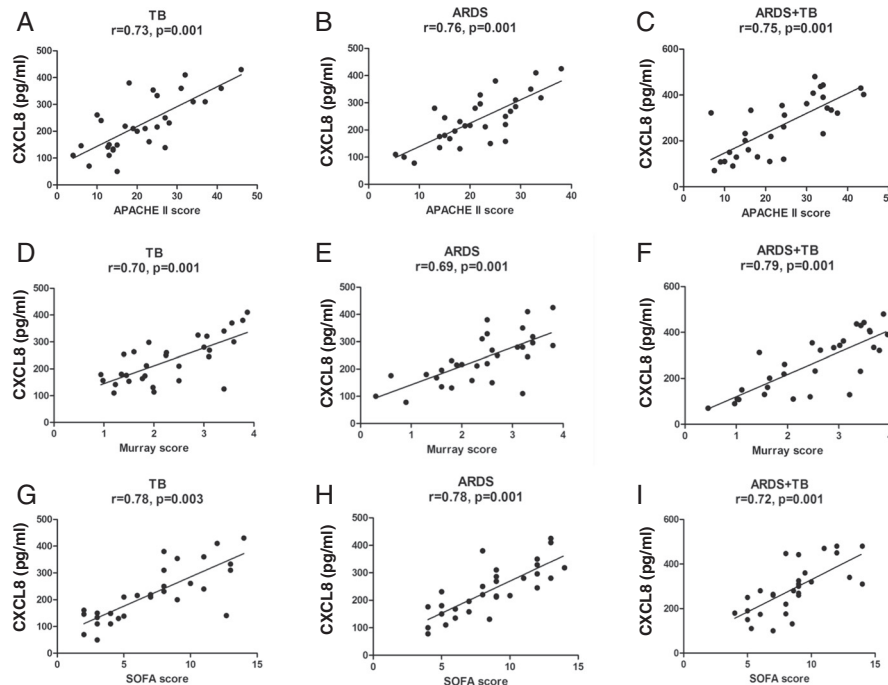 A
TB
r=0.73, p=0.001
CXCL8 (pg/ml)
500
400
300
200
100
0
0 10 20 30 40 50
APACHE II score
B
ARDS
r=0.76, p=0.001
CXCL8 (pg/ml)
500
400
300
200
100
0
0 10 20 30 40
APACHE II score
C
ARDS+TB
r=0.75, p=0.001
CXCL8 (pg/ml)
600
400
200
0
0 10 20 30 40 50
APACHE II score
D
TB
r=0.70, p=0.001
CXCL8 (pg/ml)
500
400
300
200
100
0
0 1 2 3 4
Murray score
E
ARDS
r=0.69, p=0.001
CXCL8 (pg/ml)
500
400
300
200
100
0
0 1 2 3 4
Murray score
F
ARDS+TB
r=0.79, p=0.001
CXCL8 (pg/ml)
600
400
200
0
0 1 2 3 4
Murray score
G
TB
r=0.78, p=0.003
CXCL8 (pg/ml)
500
400
300
200
100
0
0 5 10 15
SOFA score
H
ARDS
r=0.78, p=0.001
CXCL8 (pg/ml)
500
400
300
200
100
0
0 5 10 15
SOFA score
I
ARDS+TB
r=0.72, p=0.001
CXCL8 (pg/ml)
600
400
200
0
0 5 10 15
SOFA score